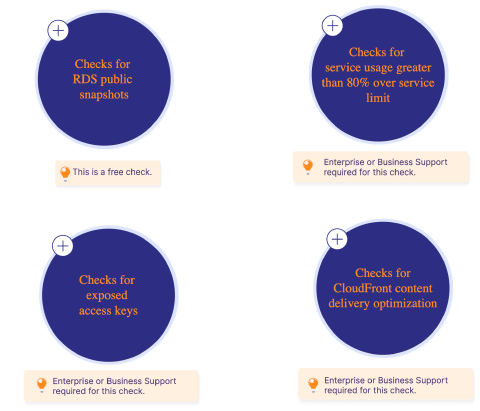 Checks for
RDS public
snapshots
This is a free check.
Checks for
service usage greater
than 80% over service
limit
Enterprise or Business Support
required for this check.
Checks for
exposed
access keys
Enterprise or Business Support
required for this check.
Checks for
CloudFront content
delivery optimization
Enterprise or Business Support
required for this check.